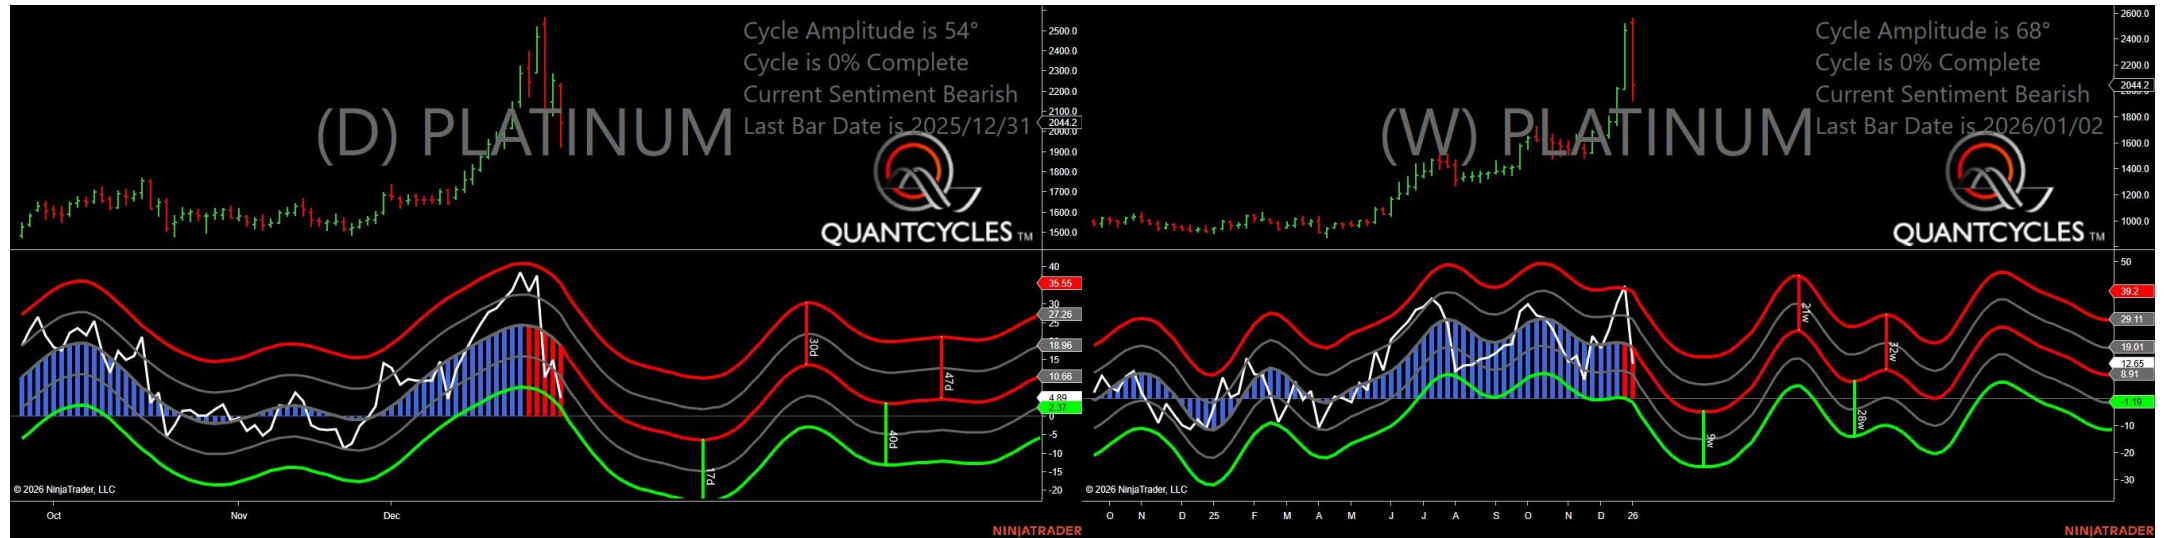 Cycle Amplitude is 54°
Cycle is 0% Complete
Current Sentiment Bearish
Last Bar Date is 2025/12/31
(D) PLATINUM
QUANTCYCLES TM
2500.0
2400.0
2300.0
2200.0
2100.0
2044.2
2000.0
1900.0
1800.0
1700.0
1600.0
1500.0
40
35.55
30
27.26
25
18.96
15
10.66
4.89
2.37
0
-5
-10
-15
-20
17d
30d
40d
47d
© 2026 NinjaTrader, LLC
Oct
Nov
Dec
NINJATRADER
Cycle Amplitude is 68°
Cycle is 0% Complete
Current Sentiment Bearish
Last Bar Date is 2026/01/02
(W) PLATINUM
QUANTCYCLES TM
2600.0
2400.0
2200.0
2044.2
1800.0
1600.0
1400.0
1200.0
1000.0
50
39.2
29.11
19.01
12.65
8.91
-1.19
-10
-20
-30
9w
21w
28w
32w
© 2026 NinjaTrader, LLC
O N D 25 F M A M J J A S O N D 26
NINJATRADER